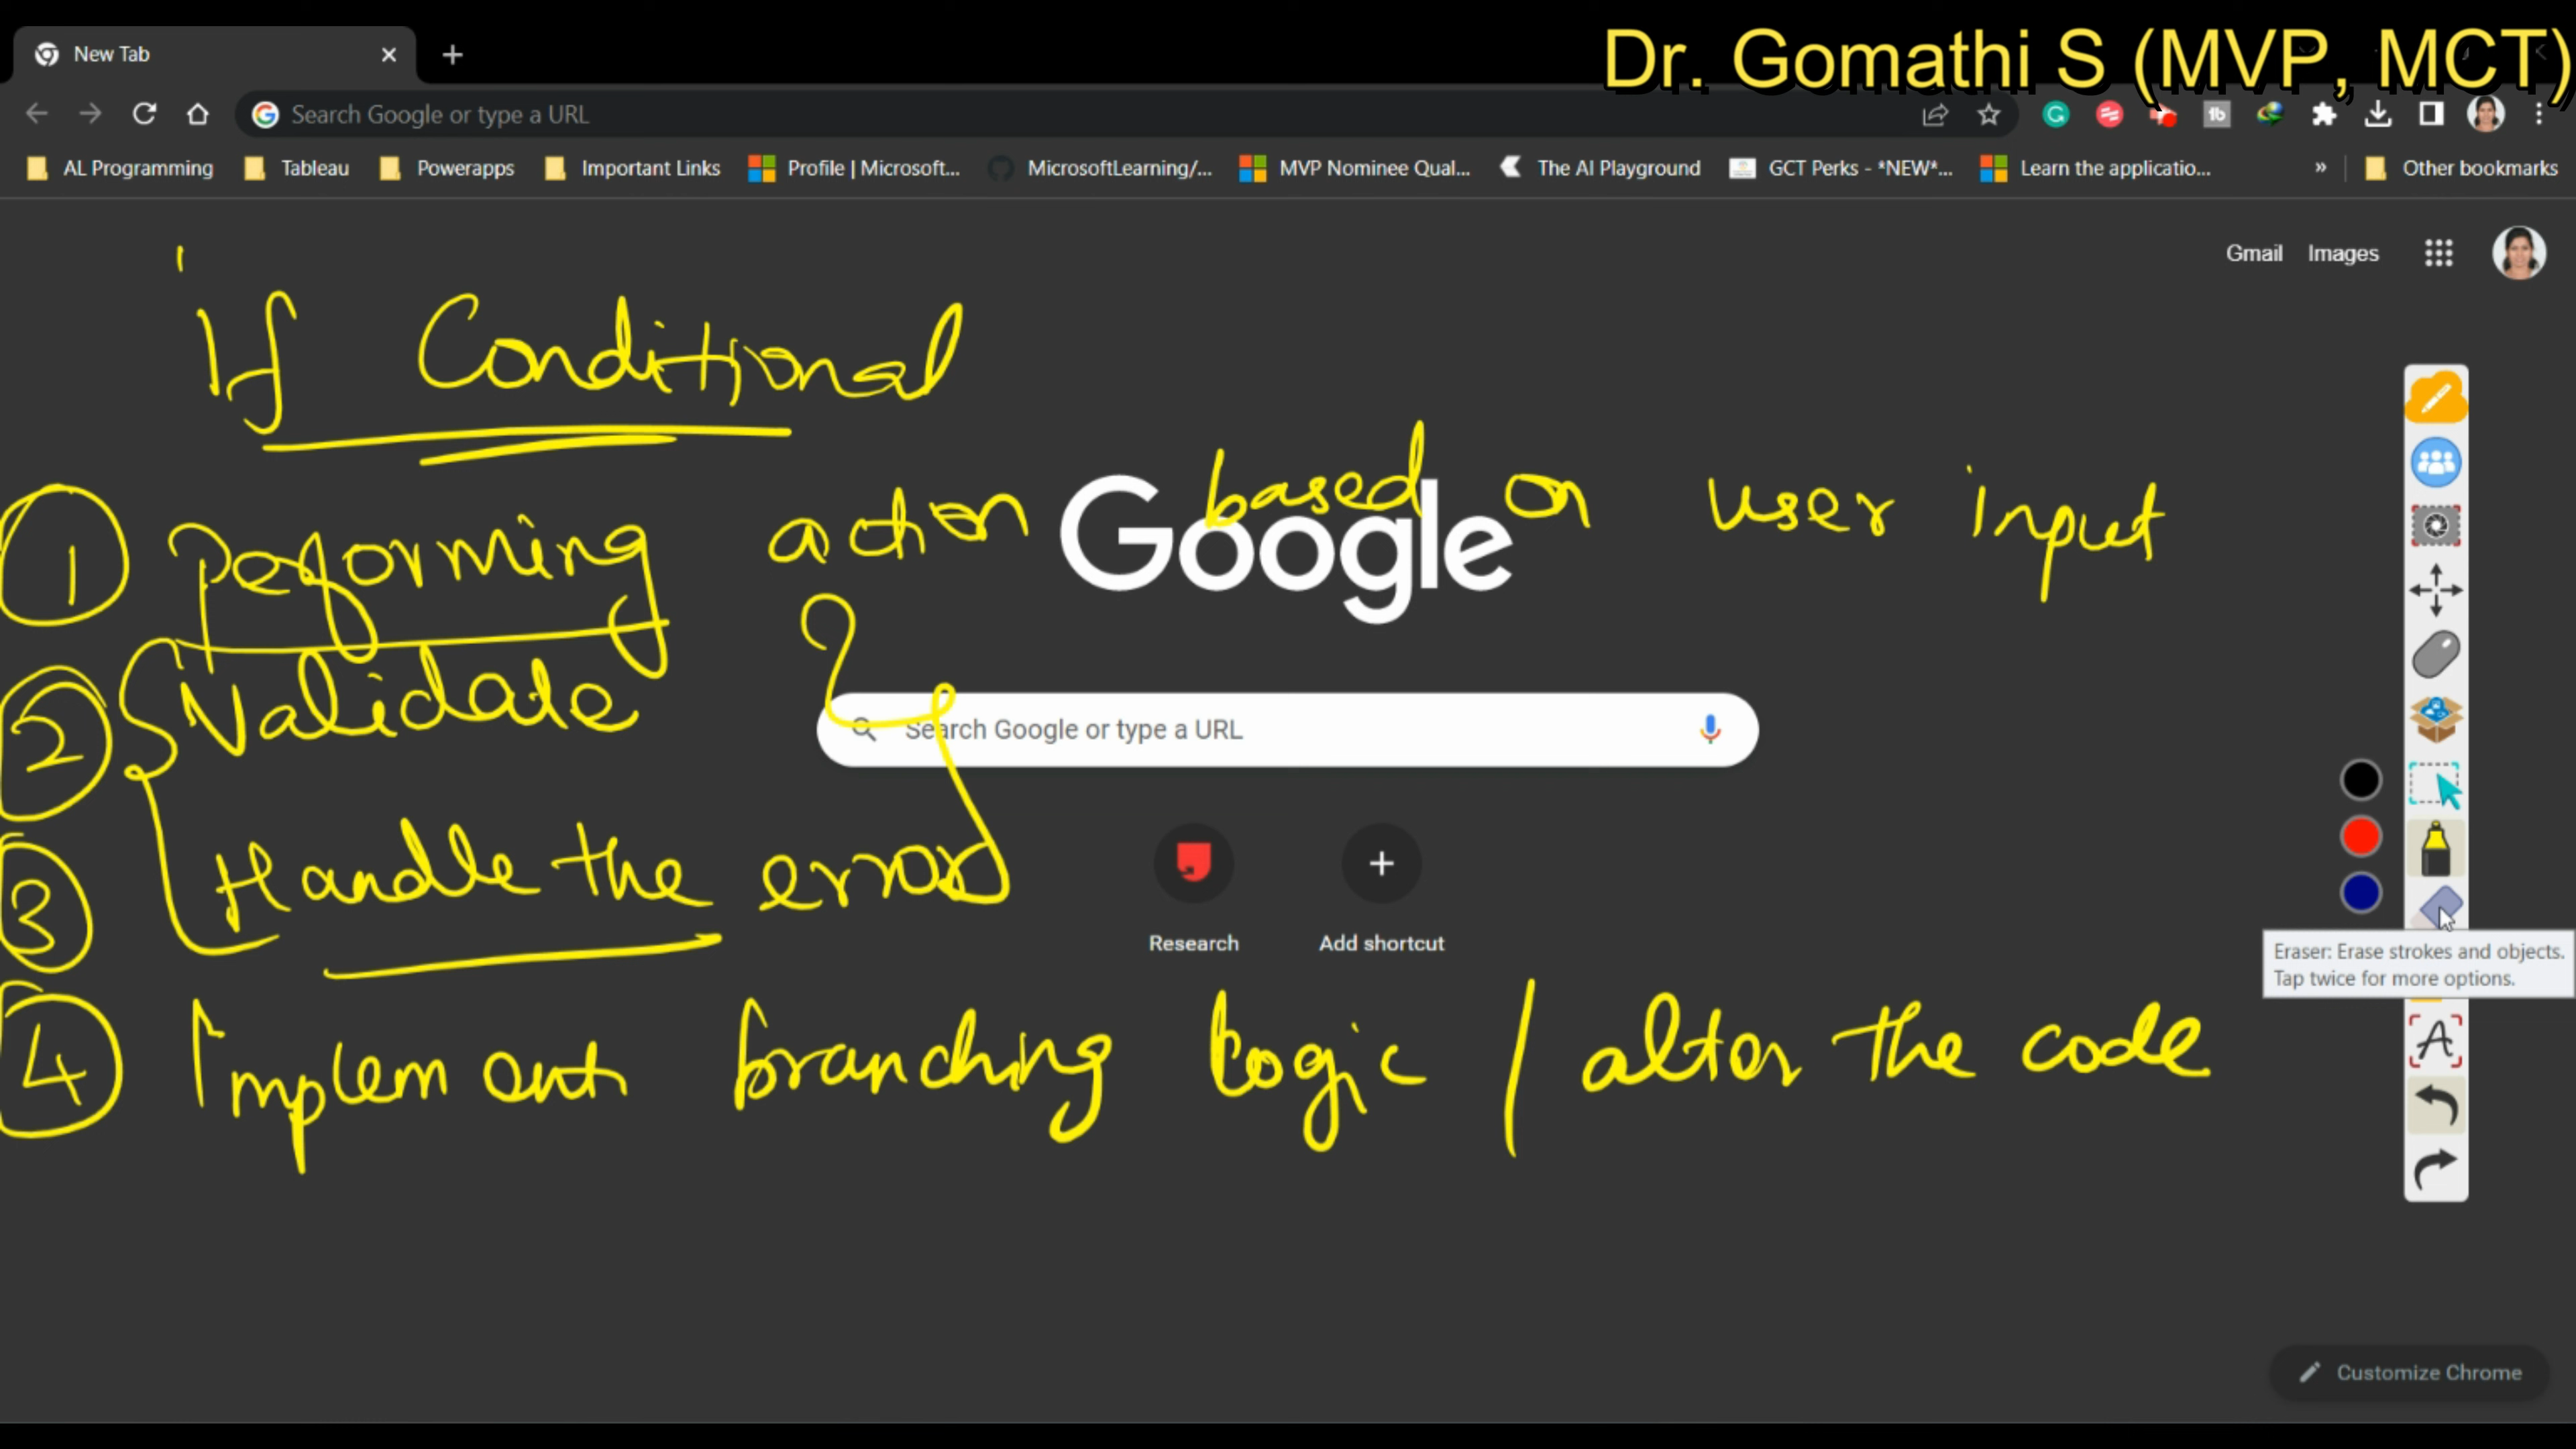 New Tab
Dr. Gomathi S (MVP, MCT)
Search Google or type a URL
AL Programming Tableau Powerapps Important Links Profile | Microsoft... MicrosoftLearning/... MVP Nominee Qual... The AI Playground GCT Perks - *NEW*... Learn the applicatio... » Other bookmarks
Gmail Images
If Conditional
1 Performing action based on user input
Google
2 Validate
Search Google or type a URL
3 Handle the error
Research Add shortcut
Eraser: Erase strokes and objects.
Tap twice for more options.
4 Implement branching logic / alter the code
Customize Chrome